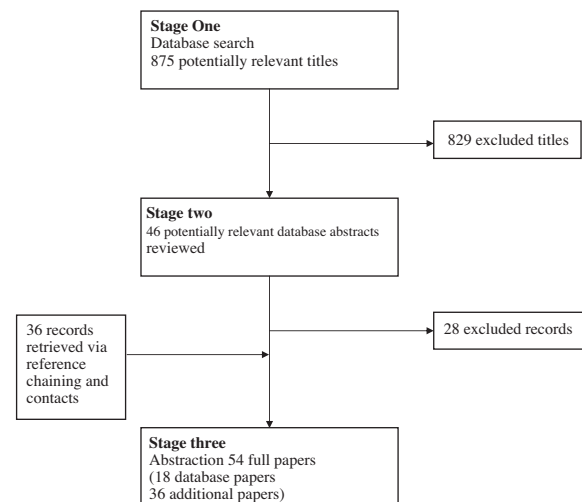 Stage One
Database search
875 potentially relevant titles
829 excluded titles
Stage two
46 potentially relevant database abstracts
reviewed
36 records
retrieved via
reference
chaining and
contacts
28 excluded records
Stage three
Abstraction 54 full papers
(18 database papers
36 additional papers)